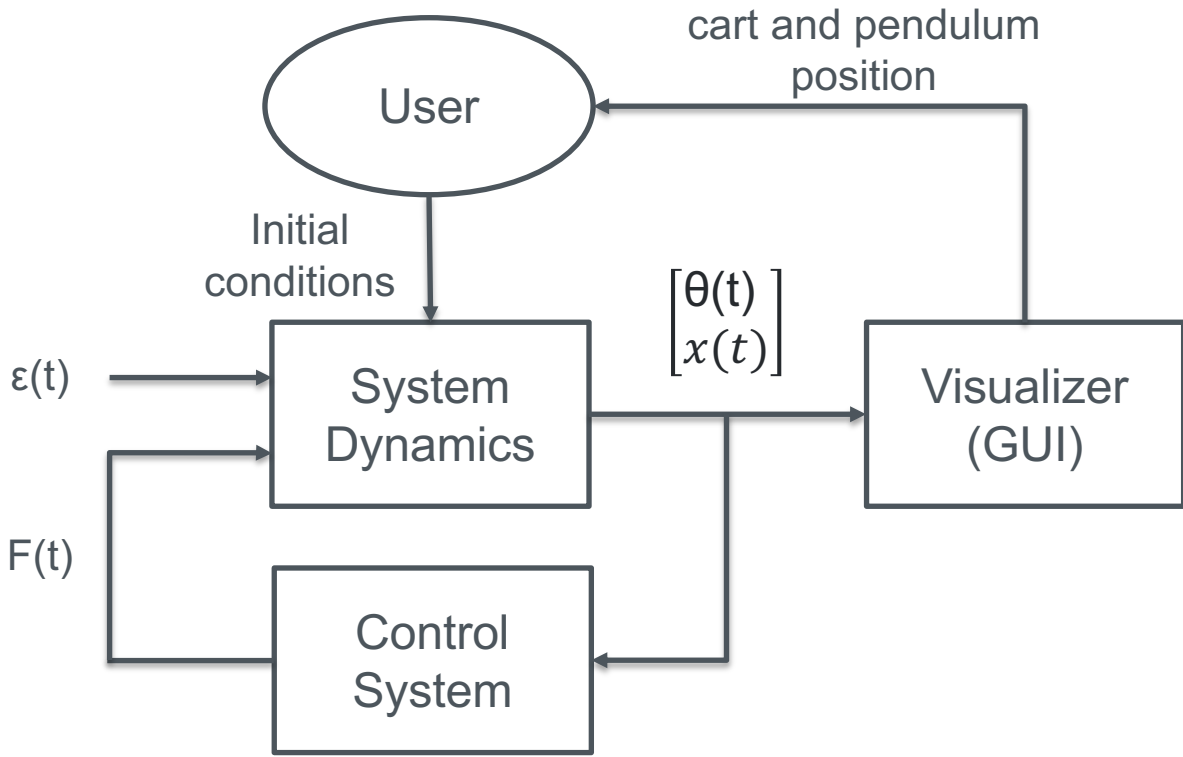 cart and pendulum
position
User
Initial
conditions
[θ(t)
x(t)]
ε(t)
System
Dynamics
Visualizer
(GUI)
F(t)
Control
System